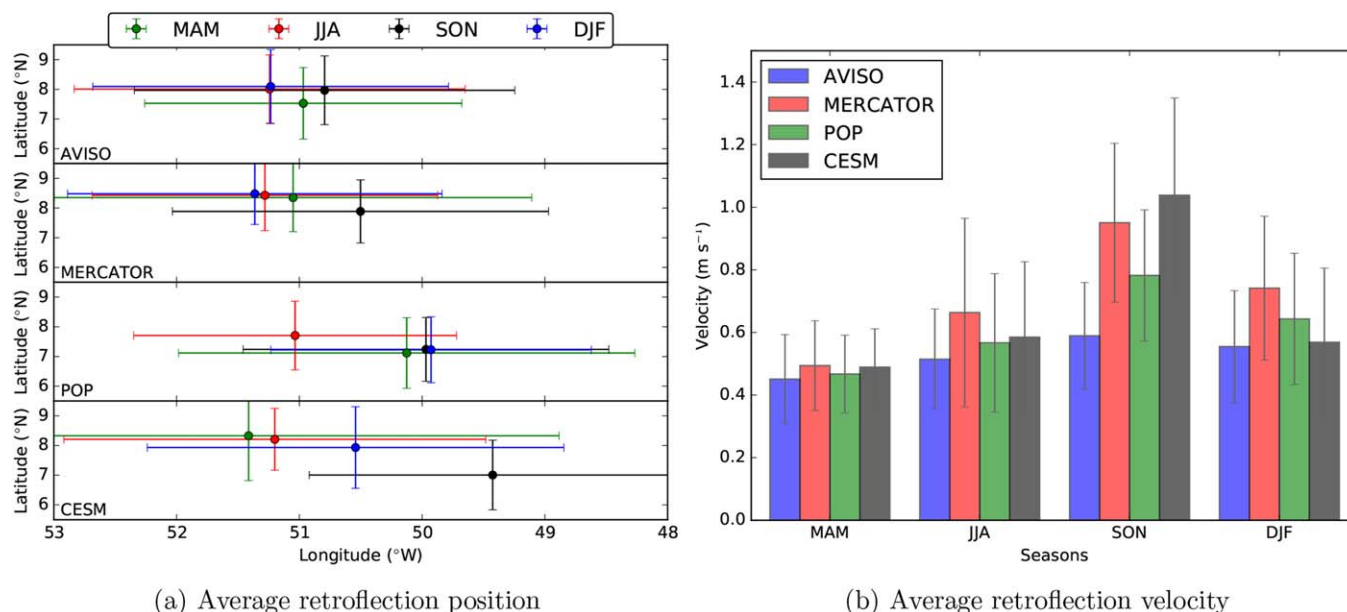 MAM JJA SON DJF
9
8
7
6
Latitude (°N)
AVISO
9
8
7
6
Latitude (°N)
MERCATOR
9
8
7
6
Latitude (°N)
POP
9
8
7
6
Latitude (°N)
CESM
53 52 51 50 49 48
Longitude (°W)
(a) Average retroflection position
1.4
1.2
1.0
0.8
0.6
0.4
0.2
0.0
Velocity (m s⁻¹)
AVISO
MERCATOR
POP
CESM
MAM JJA SON DJF
Seasons
(b) Average retroflection velocity